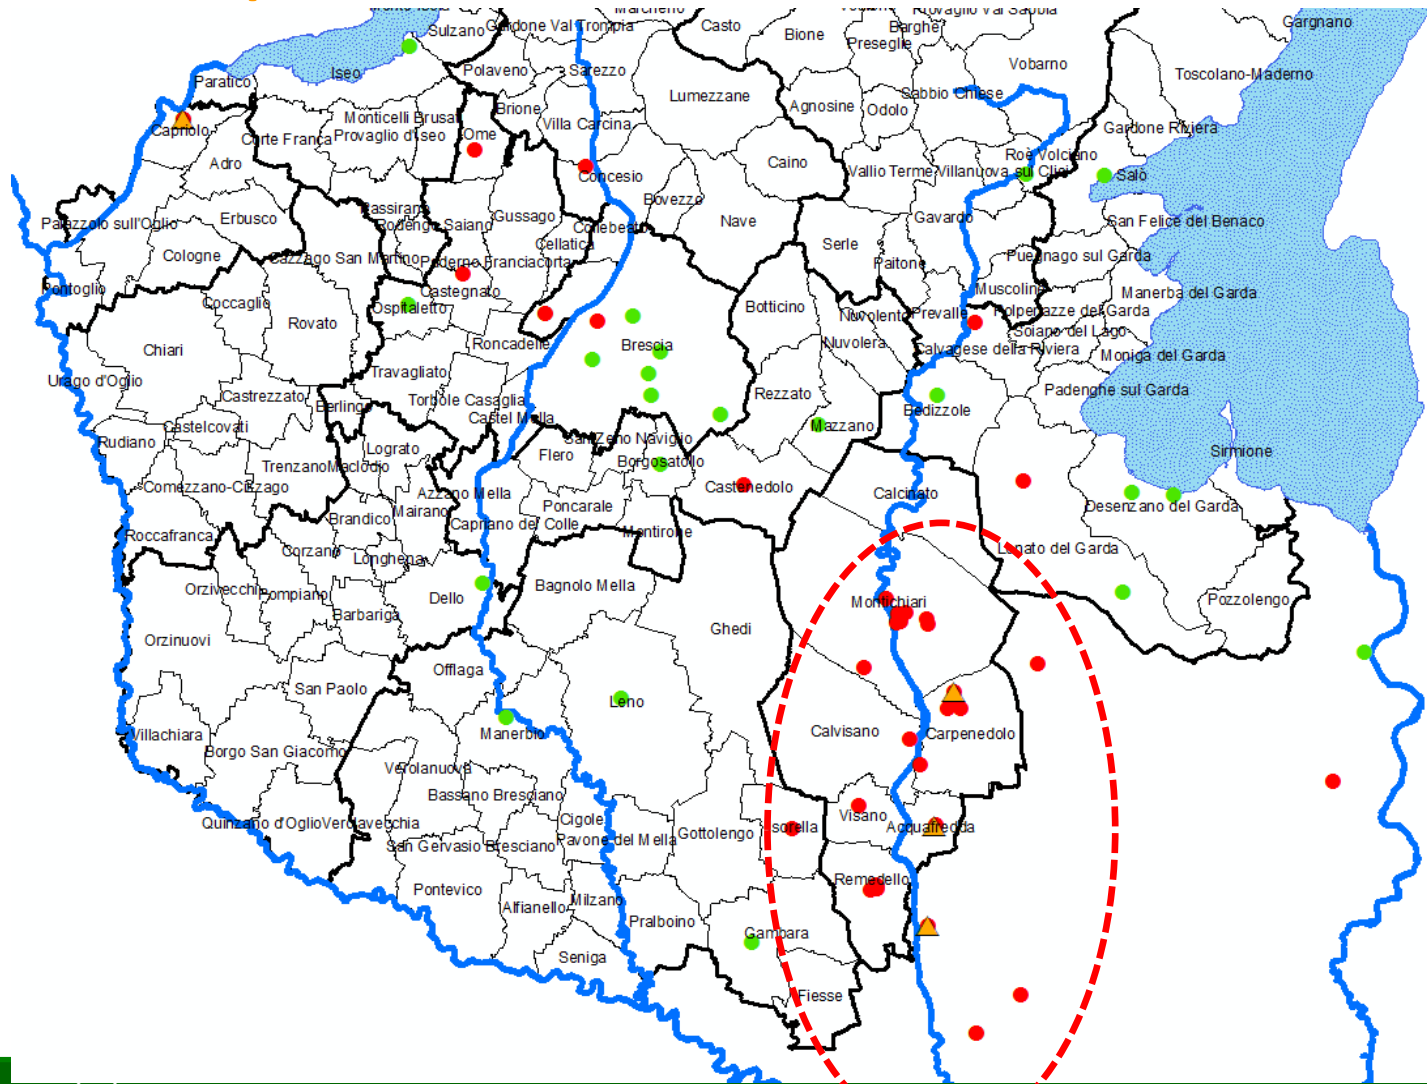 Sulzano
Gardone Val Trompia
Marcheno
Casto
Bione
Barghe
Provaglio Val Sabbia
Preseglie
Gargnano
Paratico
Iseo
Polaveno
Sarezzo
Lumezzane
Vobarno
Toscolano-Maderno
Agnosine
Odolo
Sabbio Chiese
Capriolo
Corte Franca
Monticelli Brusat
Provaglio d'Iseo
Ome
Brione
Villa Carcina
Gardone Riviera
Adro
Concesio
Caino
Vallio Terme
Villanuova sul Clisi
Roè Volciano
Salò
Bovezzo
Nave
Palazzolo sull'Oglio
Erbusco
Passirano
Rodengo Saiano
Gussago
Collebeato
Cellatica
Gavardo
San Felice del Benaco
Cologne
Cazzago San Martino
Paderno Franciacorta
Serle
Paitone
Puegnago sul Garda
Pontoglio
Coccaglio
Rovato
Castegnato
Ospitaletto
Botticino
Muscoline
Manerba del Garda
Nuvolento
Prevalle
Polpenazze del Garda
Soiano del Lago
Chiari
Roncadelle
Brescia
Nuvolera
Calvagese della Riviera
Moniga del Garda
Urago d'Oglio
Travagliato
Castrezzato
Berlingo
Torbole Casaglia
Castel Mella
Rezzato
Padenghe sul Garda
Bedizzole
Rudiano
Castelcovati
Lograto
San Zeno Naviglio
Mazzano
Sirmione
Trenzano
Maclodio
Flero
Borgosatollo
Comezzano-Cizzago
Azzano Mella
Castenedolo
Calcinato
Desenzano del Garda
Brandico
Mairano
Poncarale
Capriano del Colle
Montirone
Roccafranca
Corzano
Longhena
Lonato del Garda
Orzivecchi
Pompiano
Barbariga
Dello
Bagnolo Mella
Montichiari
Pozzolengo
Orzinuovi
Ghedi
Offlaga
San Paolo
Leno
Villachiara
Borgo San Giacomo
Manerbio
Calvisano
Carpenedolo
Verolanuova
Bassano Bresciano
Quinzano d'Oglio
Verolavecchia
Cigole
Pavone del Mella
Gottolengo
Isorella
Visano
Acquafredda
San Gervasio Bresciano
Pontevico
Alfianello
Milzano
Pralboino
Remedello
Gambara
Seniga
Fiesse